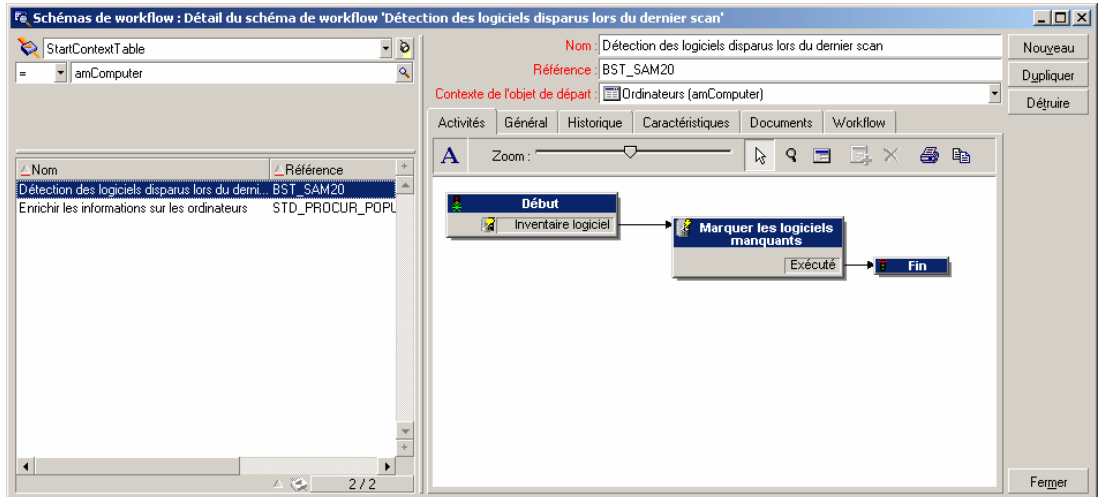 Schémas de workflow : Détail du schéma de workflow 'Détection des logiciels disparus lors du dernier scan'
StartContextTable
= amComputer
Nom : Détection des logiciels disparus lors du dernier scan
Référence : BST_SAM20
Contexte de l'objet de départ : Ordinateurs (amComputer)
Nouveau
Dupliquer
Détruire
Activités Général Historique Caractéristiques Documents Workflow
A Zoom :
Nom Référence
Détection des logiciels disparus lors du derni... BST_SAM20
Enrichir les informations sur les ordinateurs STD_PROCUR_POPU
Début
Inventaire logiciel
Marquer les logiciels
manquants
Exécuté
Fin
2 / 2
Fermer